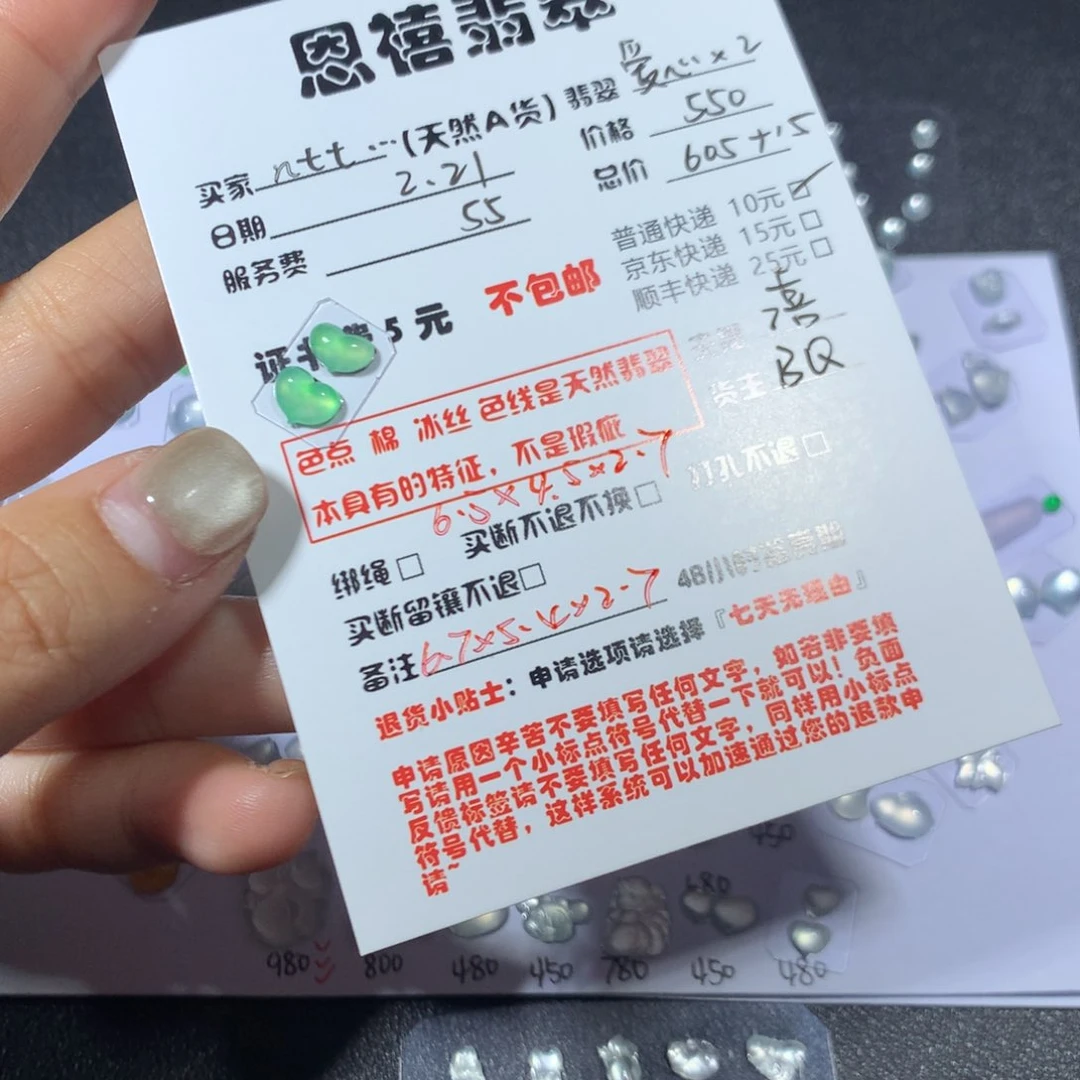 恩禧翡翠
买家 ntt...(天然A货)翡翠 爱心×2
日期 2.21 价格 550
服务费 55 总价 605+15
证书费5元 不包邮
普通快递 10元☑
京东快递 15元□
顺丰快递 25元□
禧
货主 BQ
色点 棉 冰丝 色线是天然翡翠
本具有的特征,不是瑕疵
绑绳□ 买断不退不换□ 打孔不退□
买断留镶不退□
备注
退货小贴士:申请选项请选择『七天无理由』
申请原因辛苦不要填写任何文字,如若非要填
写请用一个小标点符号代替一下就可以!负面
反馈标签请不要填写任何文字,同样用小标点
符号代替,这样系统可以加速通过您的退款申
请~
450
680
980 800 480 450 780 450 480